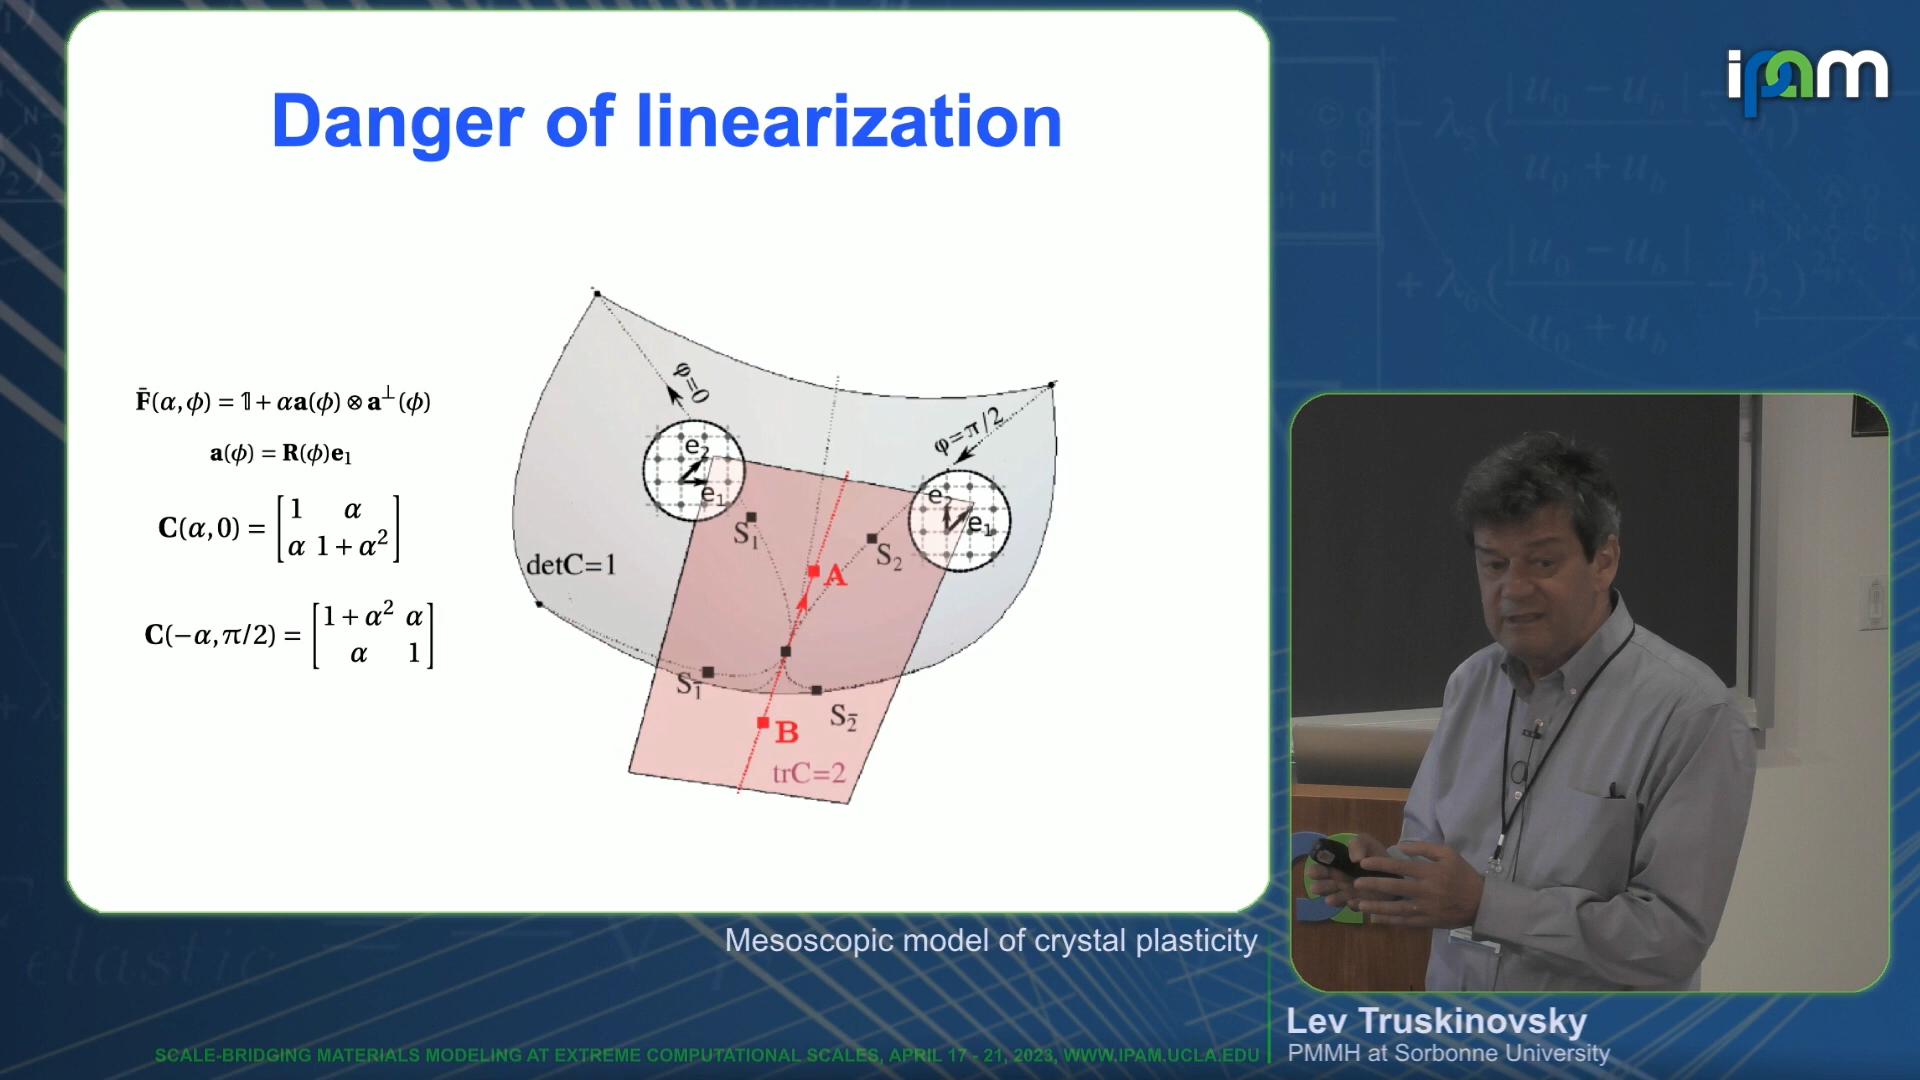 ipam
Danger of linearization
F̄(α,ϕ) = 𝟙 + αa(ϕ) ⊗ a⊥(ϕ)
a(ϕ) = R(ϕ)e₁
C(α,0) = [1 α
α 1+α²]
C(−α,π/2) = [1+α² α
α 1]
φ=0
φ=π/2
e₂
e₁
e₂
e₁
S₁
S₂
A
detC=1
S₁̄
S₂̄
B
trC=2
Mesoscopic model of crystal plasticity
Lev Truskinovsky
PMMH at Sorbonne University
SCALE-BRIDGING MATERIALS MODELING AT EXTREME COMPUTATIONAL SCALES, APRIL 17 - 21, 2023, WWW.IPAM.UCLA.EDU